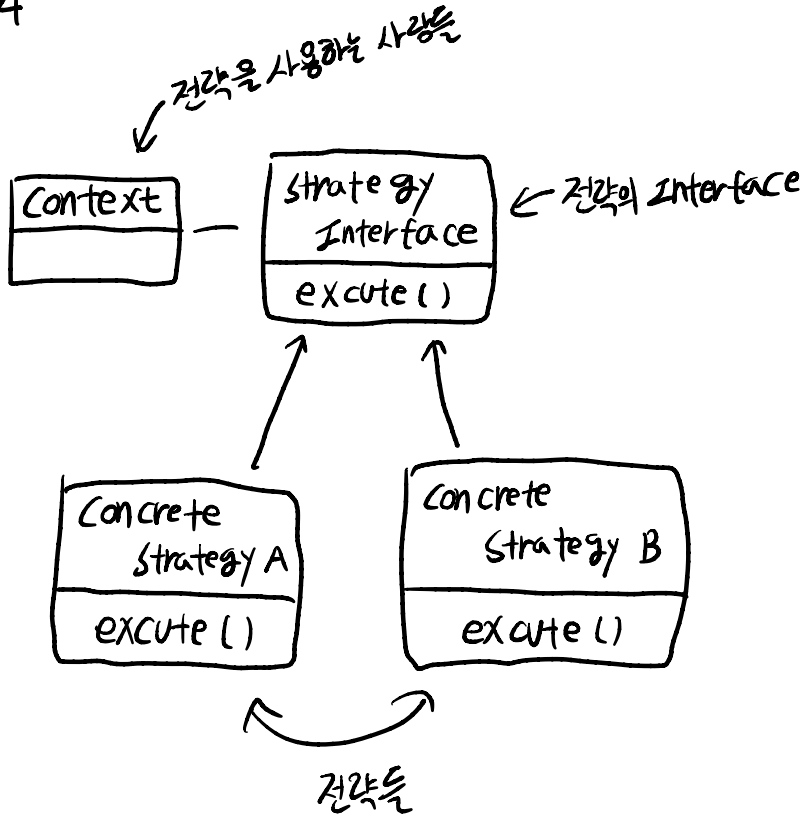 전략을 사용하는 사람들
Context
strategy
Interface
excute()
전략의 Interface
Concrete
strategy A
excute()
Concrete
strategy B
excute()
전략들